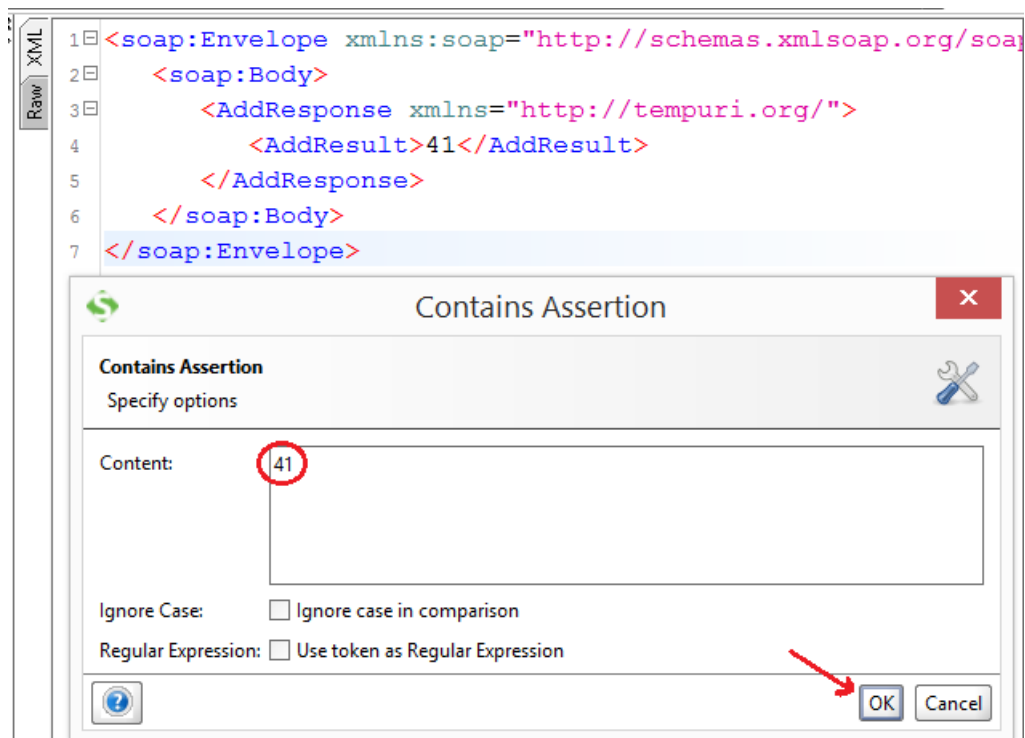 XML
Raw
1 <soap:Envelope xmlns:soap="http://schemas.xmlsoap.org/soap
2 <soap:Body>
3 <AddResponse xmlns="http://tempuri.org/">
4 <AddResult>41</AddResult>
5 </AddResponse>
6 </soap:Body>
7 </soap:Envelope>
Contains Assertion
Contains Assertion
Specify options
Content: 41
Ignore Case: Ignore case in comparison
Regular Expression: Use token as Regular Expression
OK Cancel